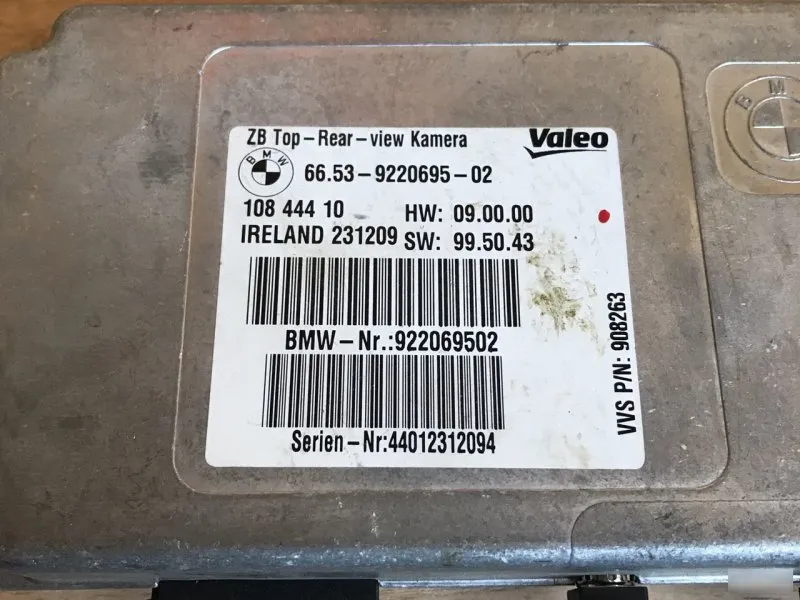 ZB Top-Rear-view Kamera
Valeo
BMW
66.53-9220695-02
108 444 10 HW: 09.00.00
IRELAND 231209 SW: 99.50.43
BMW-Nr.:922069502
Serien-Nr:44012312094
VVS P/N: 908263
BM